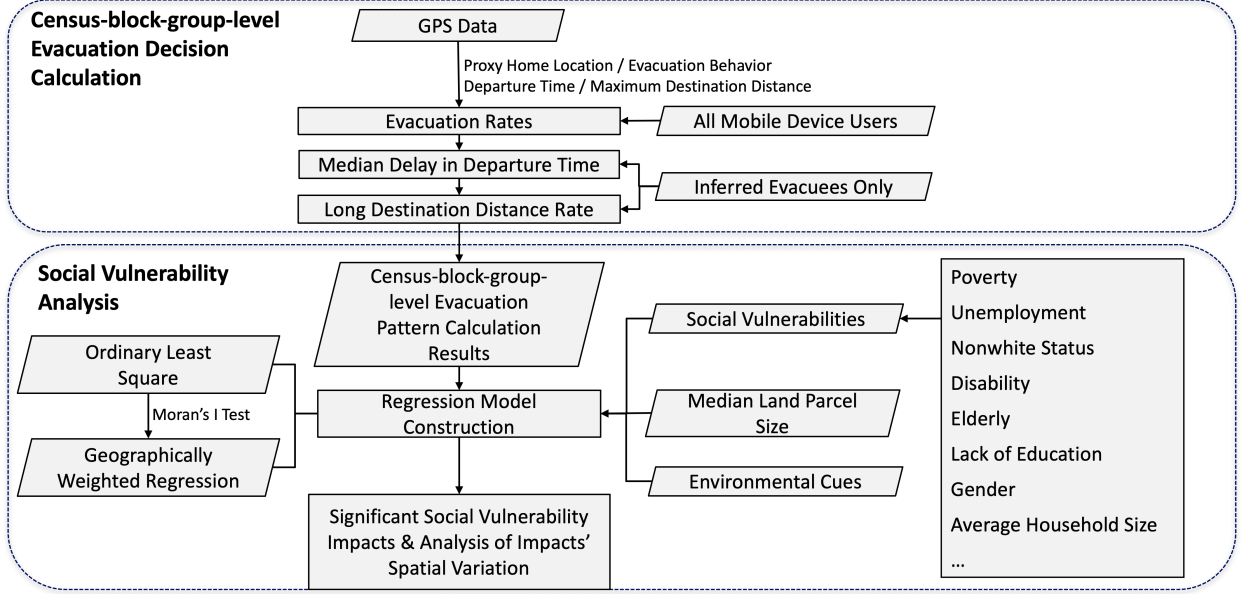 Census-block-group-level
Evacuation Decision
Calculation
GPS Data
Proxy Home Location / Evacuation Behavior
Departure Time / Maximum Destination Distance
Evacuation Rates
All Mobile Device Users
Median Delay in Departure Time
Inferred Evacuees Only
Long Destination Distance Rate
Social Vulnerability
Analysis
Census-block-group-
level Evacuation
Pattern Calculation
Results
Ordinary Least
Square
Moran's I Test
Geographically
Weighted Regression
Regression Model
Construction
Social Vulnerabilities
Median Land Parcel
Size
Environmental Cues
Poverty
Unemployment
Nonwhite Status
Disability
Elderly
Lack of Education
Gender
Average Household Size
...
Significant Social Vulnerability
Impacts & Analysis of Impacts'
Spatial Variation